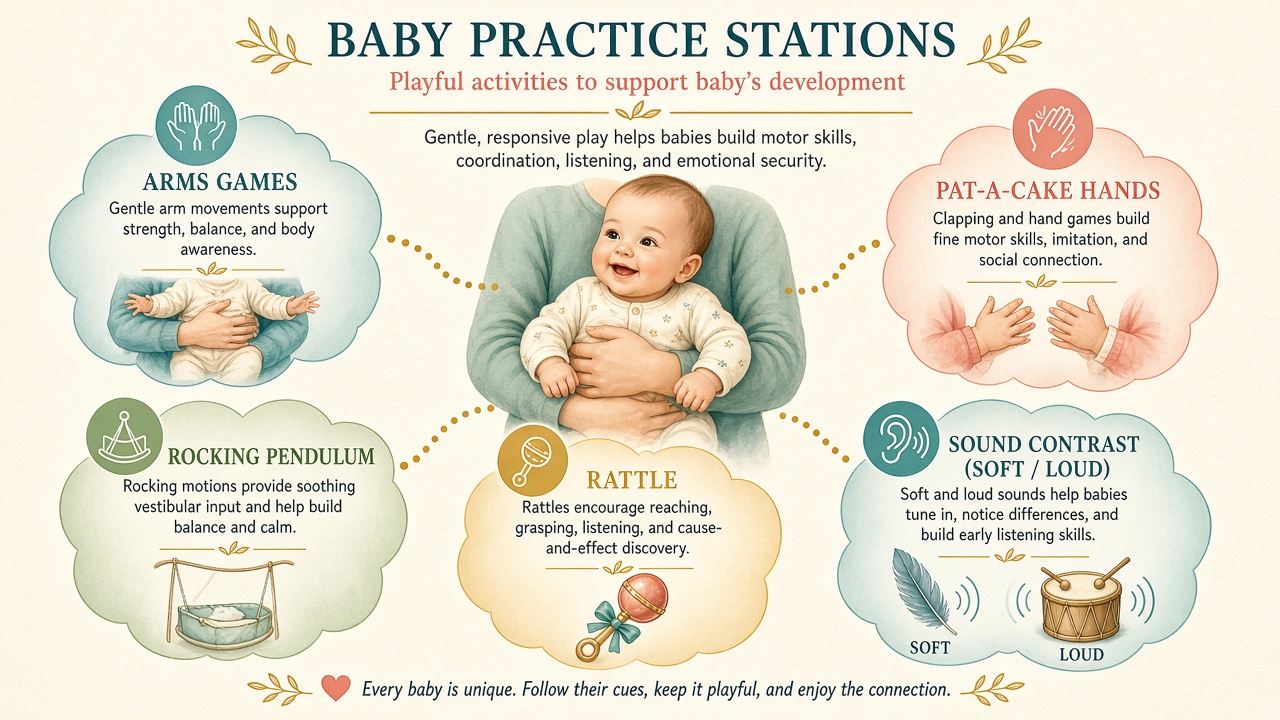 BABY PRACTICE STATIONS
Playful activities to support baby's development
Gentle, responsive play helps babies build motor skills,
coordination, listening, and emotional security.
ARMS GAMES
Gentle arm movements support
strength, balance, and body
awareness.
PAT-A-CAKE HANDS
Clapping and hand games build
fine motor skills, imitation, and
social connection.
ROCKING PENDULUM
Rocking motions provide soothing
vestibular input and help build
balance and calm.
RATTLE
Rattles encourage reaching,
grasping, listening, and cause-
and-effect discovery.
SOUND CONTRAST
(SOFT / LOUD)
Soft and loud sounds help babies
tune in, notice differences, and
build early listening skills.
SOFT
LOUD
Every baby is unique. Follow their cues, keep it playful, and enjoy the connection.